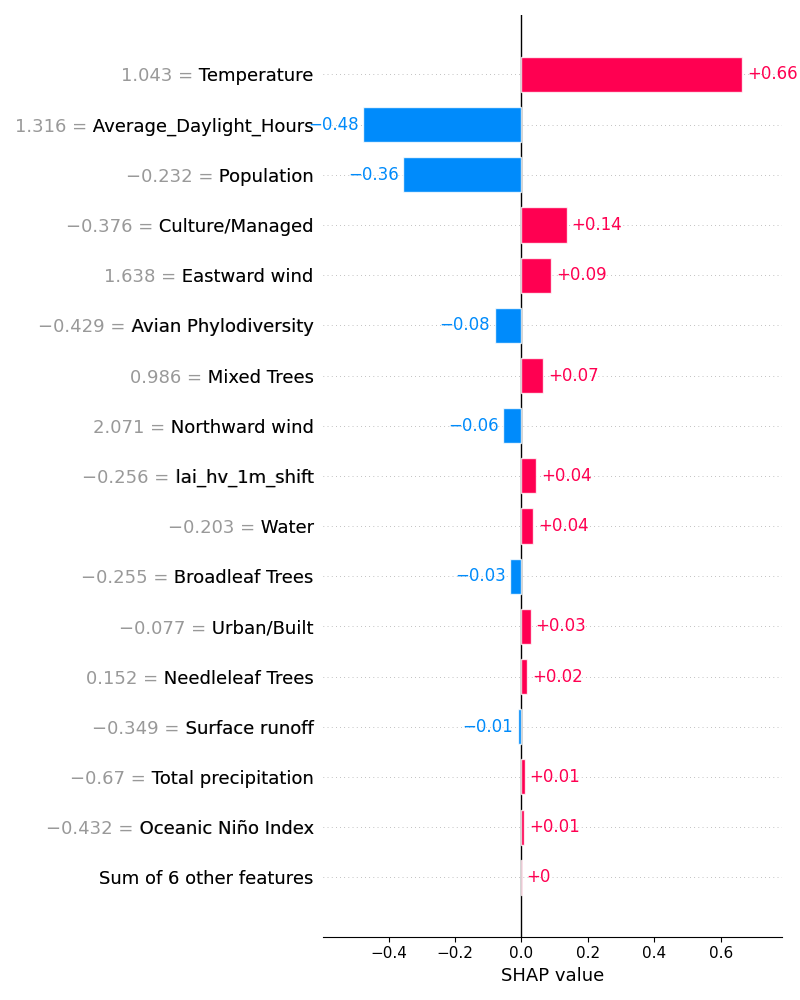 1.043 = Temperature +0.66
1.316 = Average_Daylight_Hours −0.48
−0.232 = Population −0.36
−0.376 = Culture/Managed +0.14
1.638 = Eastward wind +0.09
−0.429 = Avian Phylodiversity −0.08
0.986 = Mixed Trees +0.07
2.071 = Northward wind −0.06
−0.256 = lai_hv_1m_shift +0.04
−0.203 = Water +0.04
−0.255 = Broadleaf Trees −0.03
−0.077 = Urban/Built +0.03
0.152 = Needleleaf Trees +0.02
−0.349 = Surface runoff −0.01
−0.67 = Total precipitation +0.01
−0.432 = Oceanic Niño Index +0.01
Sum of 6 other features +0
−0.4 −0.2 0.0 0.2 0.4 0.6
SHAP value